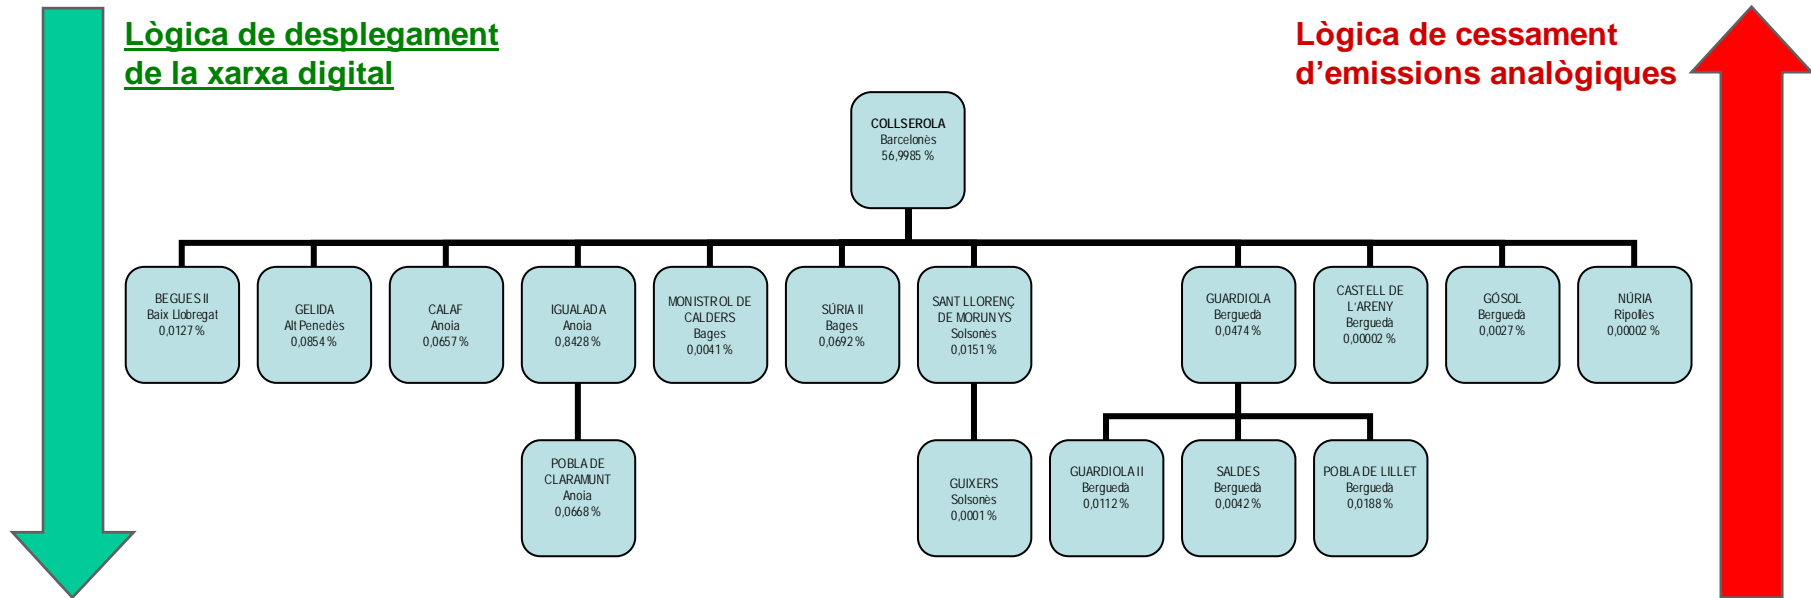 Lògica de desplegament
de la xarxa digital
Lògica de cessament
d'emissions analògiques
COLLSEROLA
Barcelonès
56,9985 %
BEGUES II
Baix Llobregat
0,0127 %
GELIDA
Alt Penedès
0,0854 %
CALAF
Anoia
0,0657 %
IGUALADA
Anoia
0,8428 %
MONISTROL DE
CALDERS
Bages
0,0041 %
SÚRIA II
Bages
0,0692 %
SANT LLORENÇ
DE MORUNYS
Solsonès
0,0151 %
GUARDIOLA
Berguedà
0,0474 %
CASTELL DE
L'ARENY
Berguedà
0,00002 %
GÓSOL
Berguedà
0,0027 %
NÚRIA
Ripollès
0,00002 %
POBLA DE
CLARAMUNT
Anoia
0,0668 %
GUIXERS
Solsonès
0,0001 %
GUARDIOLA II
Berguedà
0,0112 %
SALDES
Berguedà
0,0042 %
POBLA DE LILLET
Berguedà
0,0188 %